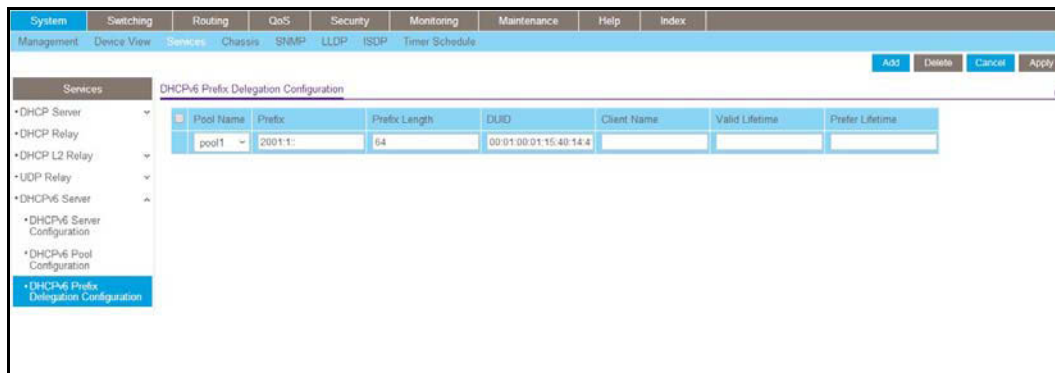 System Switching Routing QoS Security Monitoring Maintenance Help Index
Management Device View Services Chassis SNMP LLDP ISDP Timer Schedule
Add Delete Cancel Apply
Services
DHCPv6 Prefix Delegation Configuration
•DHCP Server
•DHCP Relay
•DHCP L2 Relay
•UDP Relay
•DHCPv6 Server
•DHCPv6 Server
Configuration
•DHCPv6 Pool
Configuration
•DHCPv6 Prefix
Delegation Configuration
Pool Name Prefix Prefix Length DUID Client Name Valid Lifetime Prefer Lifetime
pool1 2001:1:: 64 00:01:00:01:15:40:14:4